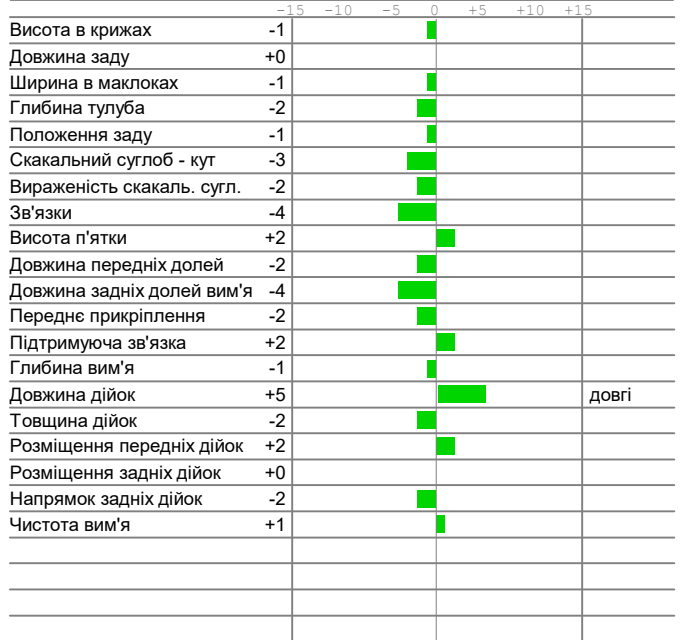 -15 -10 -5 0 +5 +10 +15
Висота в крижах -1
Довжина заду +0
Ширина в маклоках -1
Глибина тулуба -2
Положення заду -1
Скакальний суглоб - кут -3
Вираженість скакаль. сугл. -2
Зв'язки -4
Висота п'ятки +2
Довжина передніх долей -2
Довжина задніх долей вим'я -4
Переднє прикріплення -2
Підтримуюча зв'язка +2
Глибина вим'я -1
Довжина дійок +5 довгі
Товщина дійок -2
Розміщення передніх дійок +2
Розміщення задніх дійок +0
Напрямок задніх дійок -2
Чистота вим'я +1